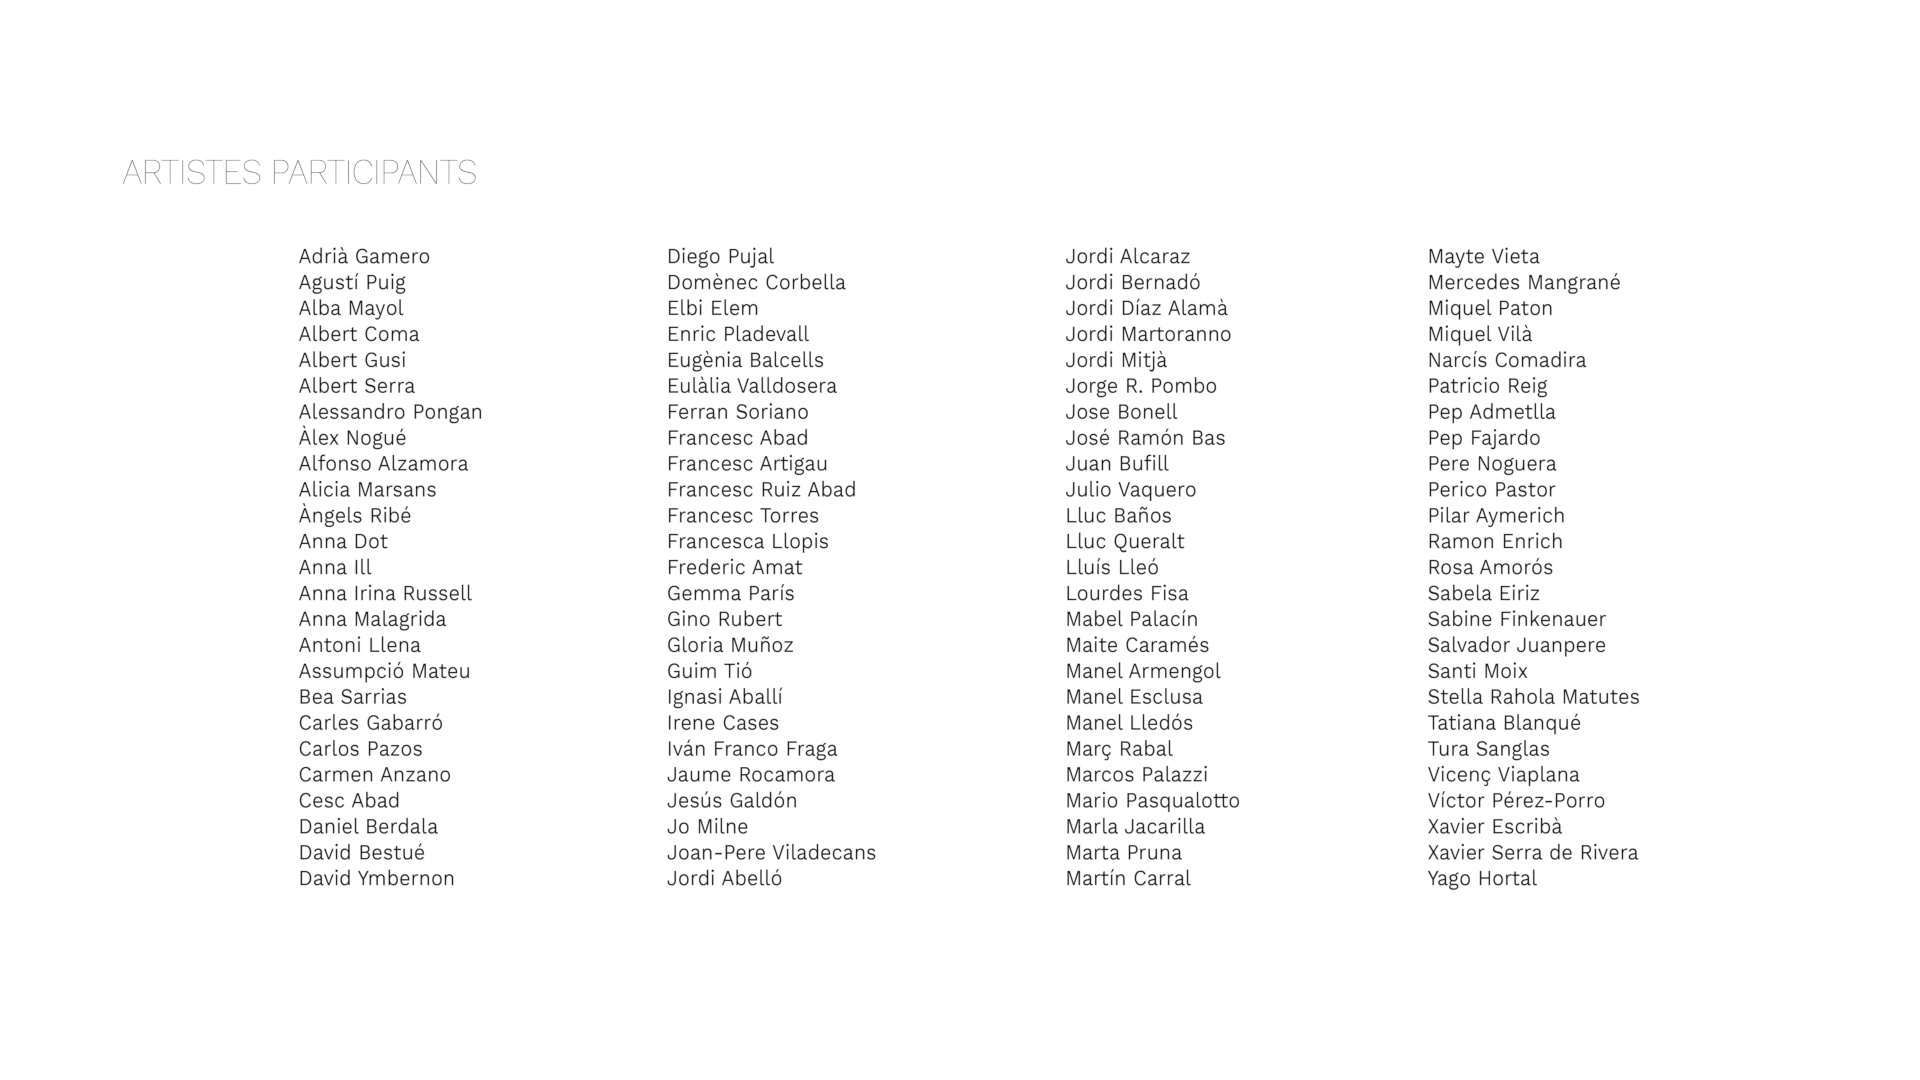 ARTISTES PARTICIPANTS
Adrià Gamero
Agustí Puig
Alba Mayol
Albert Coma
Albert Gusi
Albert Serra
Alessandro Pongan
Àlex Nogué
Alfonso Alzamora
Alicia Marsans
Àngels Ribé
Anna Dot
Anna Ill
Anna Irina Russell
Anna Malagrida
Antoni Llena
Assumpció Mateu
Bea Sarrias
Carles Gabarró
Carlos Pazos
Carmen Anzano
Cesc Abad
Daniel Berdala
David Bestué
David Ymbernon
Diego Pujal
Domènec Corbella
Elbi Elem
Enric Pladevall
Eugènia Balcells
Eulàlia Valldosera
Ferran Soriano
Francesc Abad
Francesc Artigau
Francesc Ruiz Abad
Francesc Torres
Francesca Llopis
Frederic Amat
Gemma París
Gino Rubert
Gloria Muñoz
Guim Tió
Ignasi Aballí
Irene Cases
Iván Franco Fraga
Jaume Rocamora
Jesús Galdón
Jo Milne
Joan-Pere Viladecans
Jordi Abelló
Jordi Alcaraz
Jordi Bernadó
Jordi Díaz Alamà
Jordi Martoranno
Jordi Mitjà
Jorge R. Pombo
Jose Bonell
José Ramón Bas
Juan Bufill
Julio Vaquero
Lluc Baños
Lluc Queralt
Lluís Lleó
Lourdes Fisa
Mabel Palacín
Maite Caramés
Manel Armengol
Manel Esclusa
Manel Lledós
Març Rabal
Marcos Palazzi
Mario Pasqualotto
Marla Jacarilla
Marta Pruna
Martín Carral
Mayte Vieta
Mercedes Mangrané
Miquel Paton
Miquel Vilà
Narcís Comadira
Patricio Reig
Pep Admetlla
Pep Fajardo
Pere Noguera
Perico Pastor
Pilar Aymerich
Ramon Enrich
Rosa Amorós
Sabela Eiriz
Sabine Finkenauer
Salvador Juanpere
Santi Moix
Stella Rahola Matutes
Tatiana Blanqué
Tura Sanglas
Vicenç Viaplana
Víctor Pérez-Porro
Xavier Escribà
Xavier Serra de Rivera
Yago Hortal